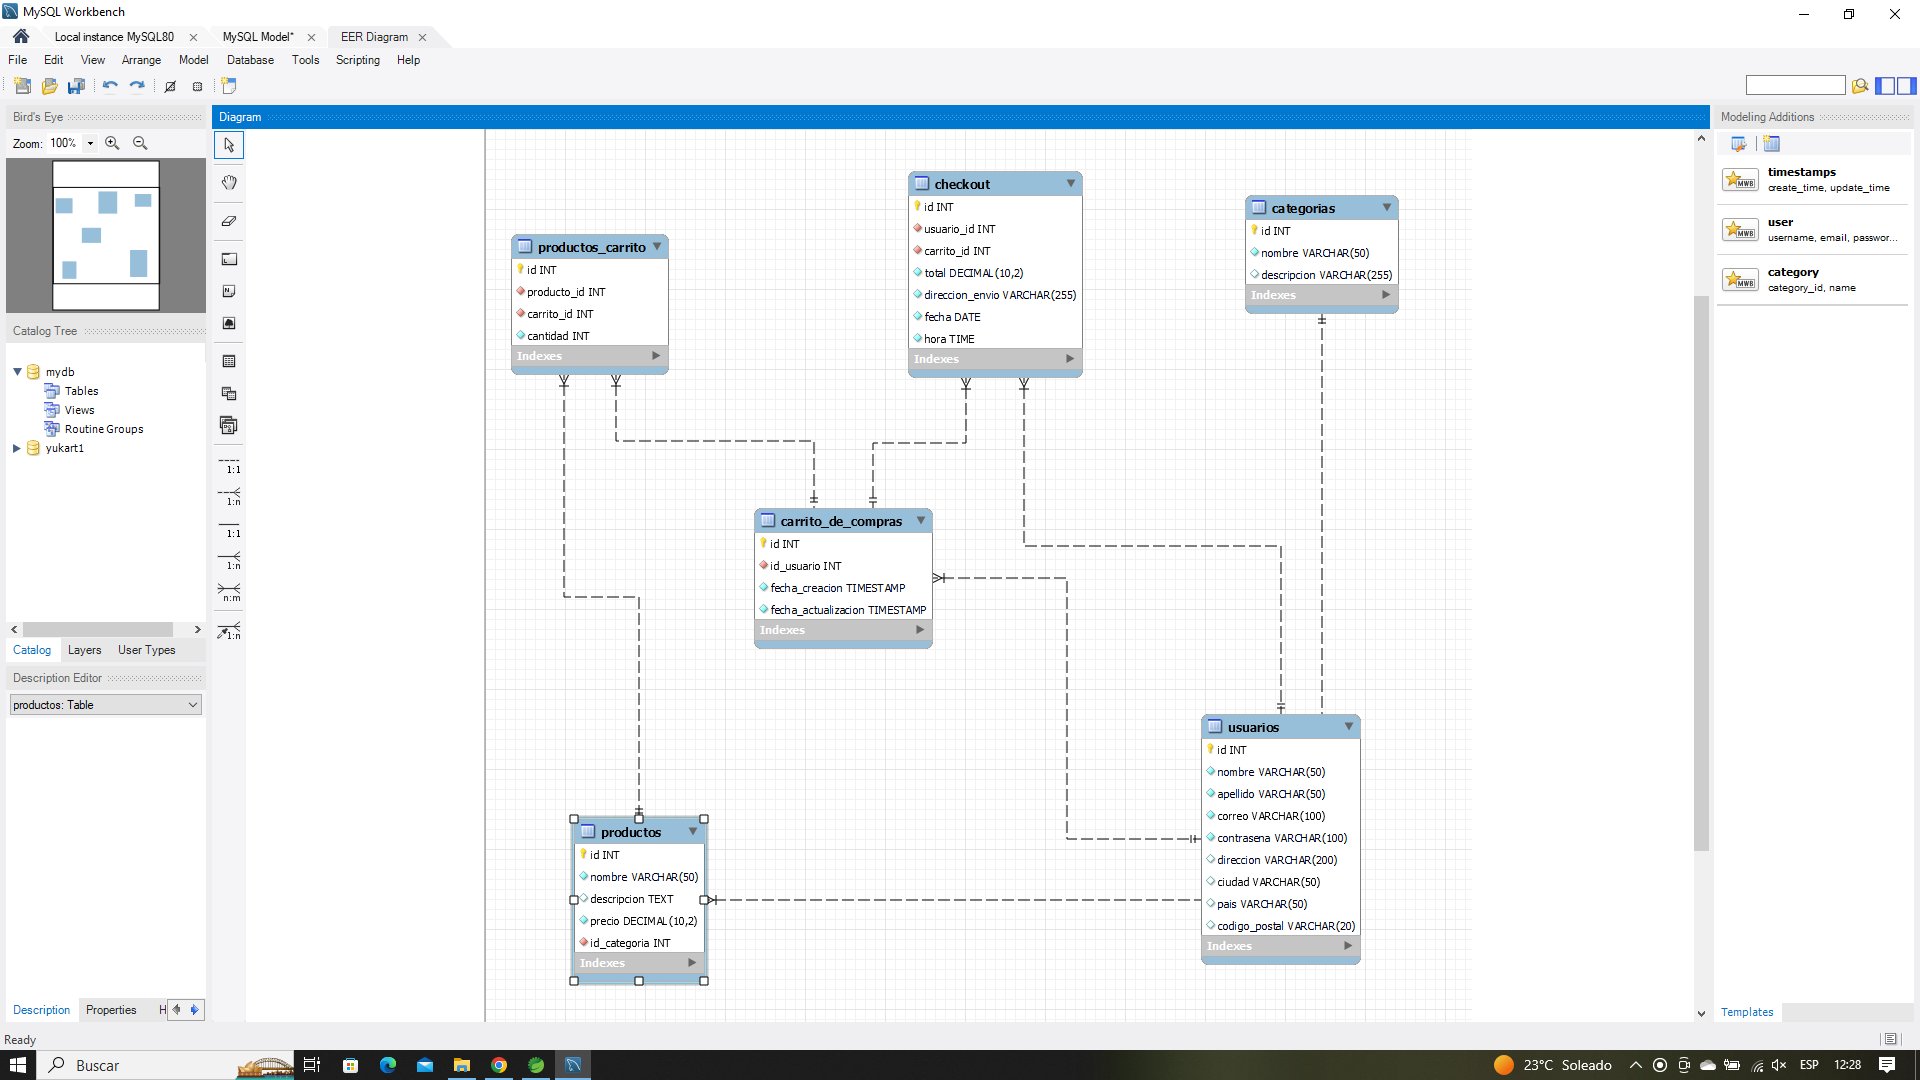 MySQL Workbench
Local instance MySQL80
MySQL Model*
EER Diagram
File Edit View Arrange Model Database Tools Scripting Help
Bird's Eye
Zoom: 100%
Catalog Tree
mydb
Tables
Views
Routine Groups
yukart1
Catalog Layers User Types
Description Editor
productos: Table
Description Properties H
Ready
Diagram
1:1
1:n
1:1
1:n
n:m
1:n
productos_carrito
id INT
producto_id INT
carrito_id INT
cantidad INT
Indexes
checkout
id INT
usuario_id INT
carrito_id INT
total DECIMAL(10,2)
direccion_envio VARCHAR(255)
fecha DATE
hora TIME
Indexes
categorias
id INT
nombre VARCHAR(50)
descripcion VARCHAR(255)
Indexes
carrito_de_compras
id INT
id_usuario INT
fecha_creacion TIMESTAMP
fecha_actualizacion TIMESTAMP
Indexes
usuarios
id INT
nombre VARCHAR(50)
apellido VARCHAR(50)
correo VARCHAR(100)
contrasena VARCHAR(100)
direccion VARCHAR(200)
ciudad VARCHAR(50)
pais VARCHAR(50)
codigo_postal VARCHAR(20)
Indexes
productos
id INT
nombre VARCHAR(50)
descripcion TEXT
precio DECIMAL(10,2)
id_categoria INT
Indexes
Modeling Additions
MWB
timestamps
create_time, update_time
MWB
user
username, email, passwor...
MWB
category
category_id, name
Templates
Buscar
23°C Soleado
ESP
12:28